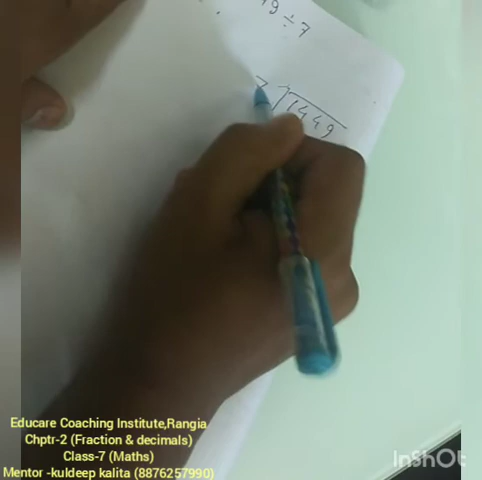 9 ÷ 7
7 1449
Educare Coaching Institute,Rangia
Chptr-2 (Fraction & decimals)
Class-7 (Maths)
Mentor -kuldeep kalita (8876257990)
InShOt